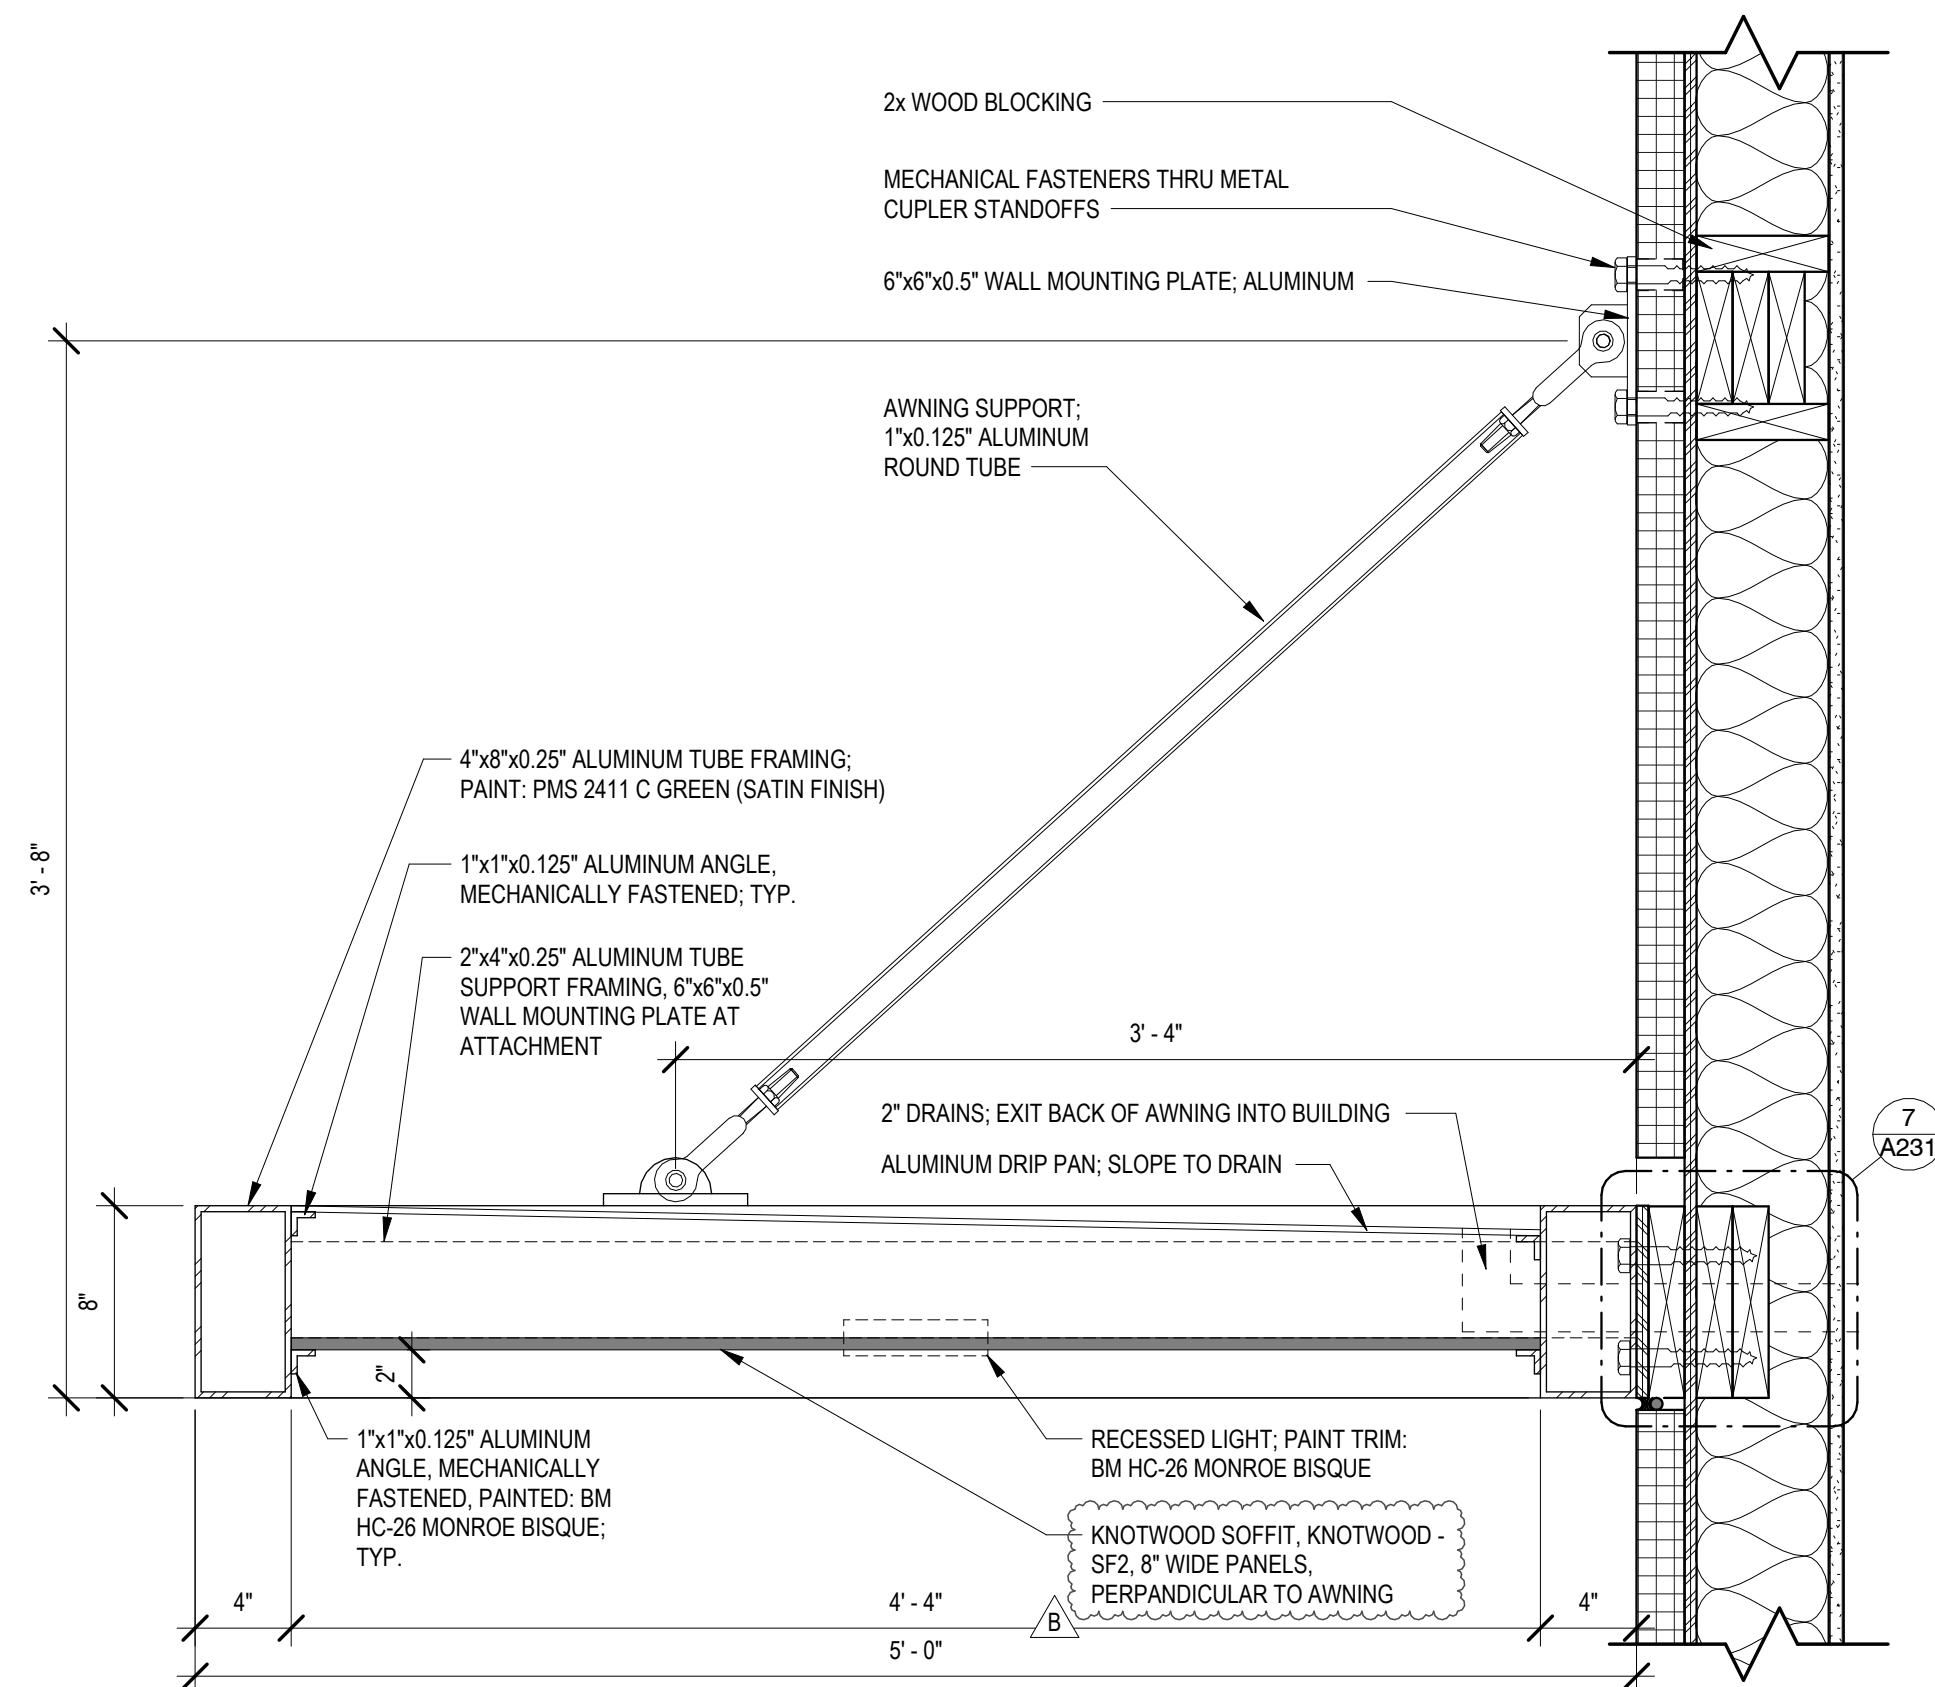 2x WOOD BLOCKING
MECHANICAL FASTENERS THRU METAL
CUPLER STANDOFFS
6"x6"x0.5" WALL MOUNTING PLATE; ALUMINUM
AWNING SUPPORT;
1"x0.125" ALUMINUM
ROUND TUBE
4"x8"x0.25" ALUMINUM TUBE FRAMING;
PAINT: PMS 2411 C GREEN (SATIN FINISH)
3' - 8"
1"x1"x0.125" ALUMINUM ANGLE,
MECHANICALLY FASTENED; TYP.
2"x4"x0.25" ALUMINUM TUBE
SUPPORT FRAMING, 6"x6"x0.5"
WALL MOUNTING PLATE AT
ATTACHMENT
3' - 4"
2" DRAINS; EXIT BACK OF AWNING INTO BUILDING
ALUMINUM DRIP PAN; SLOPE TO DRAIN
7
A231
8"
2"
1"x1"x0.125" ALUMINUM
ANGLE, MECHANICALLY
FASTENED, PAINTED: BM
HC-26 MONROE BISQUE;
TYP.
RECESSED LIGHT; PAINT TRIM:
BM HC-26 MONROE BISQUE
KNOTWOOD SOFFIT, KNOTWOOD -
SF2, 8" WIDE PANELS,
PERPANDICULAR TO AWNING
4"
4' - 4"
B
4"
5' - 0"